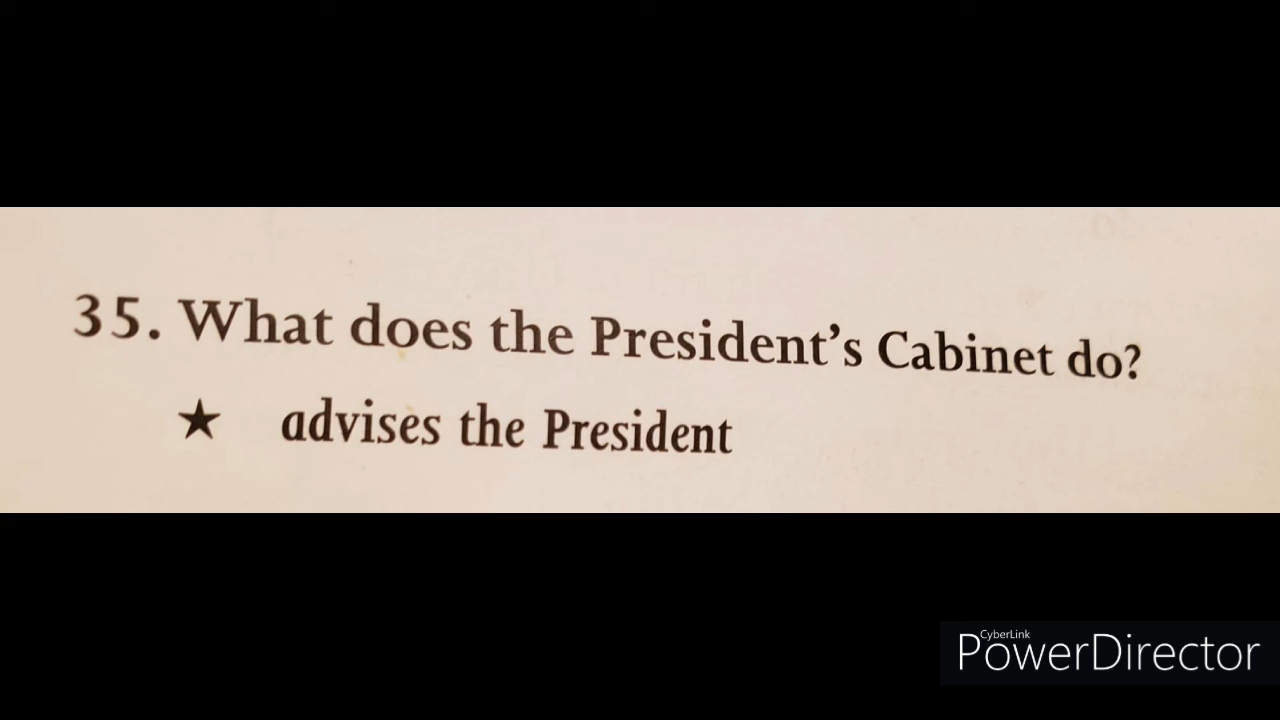 35. What does the President's Cabinet do?
★ advises the President
CyberLink
PowerDirector